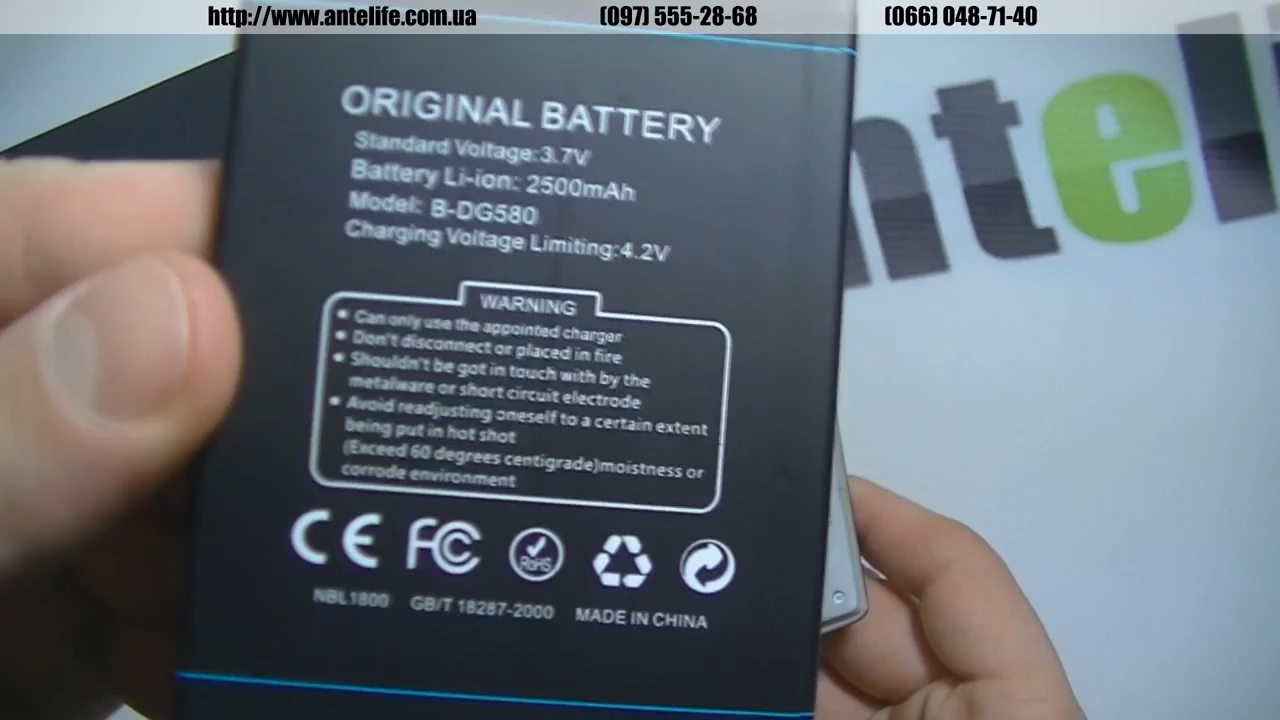 http://www.antelife.com.ua (097) 555-28-68 (066) 048-71-40
nteli
ORIGINAL BATTERY
Standard Voltage:3.7V
Battery Li-ion: 2500mAh
Model: B-DG580
Charging Voltage Limiting:4.2V
WARNING
• Can only use the appointed charger
• Don't disconnect or placed in fire
• Shouldn't be got in touch with by the
metalware or short circuit electrode
• Avoid readjusting oneself to a certain extent
being put in hot shot
(Exceed 60 degrees centigrade)moistness or
corrode environment
CE FC RoHS
NBL1800 GB/T 18287-2000 MADE IN CHINA